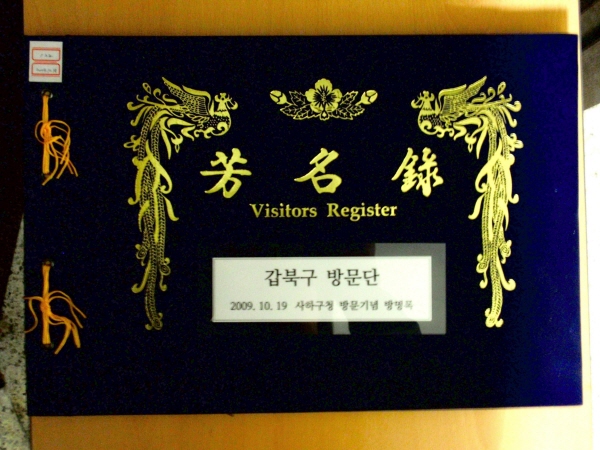 芳名錄
Visitors Register
갑북구 방문단
2009. 10. 19 사하구청 방문기념 방명록